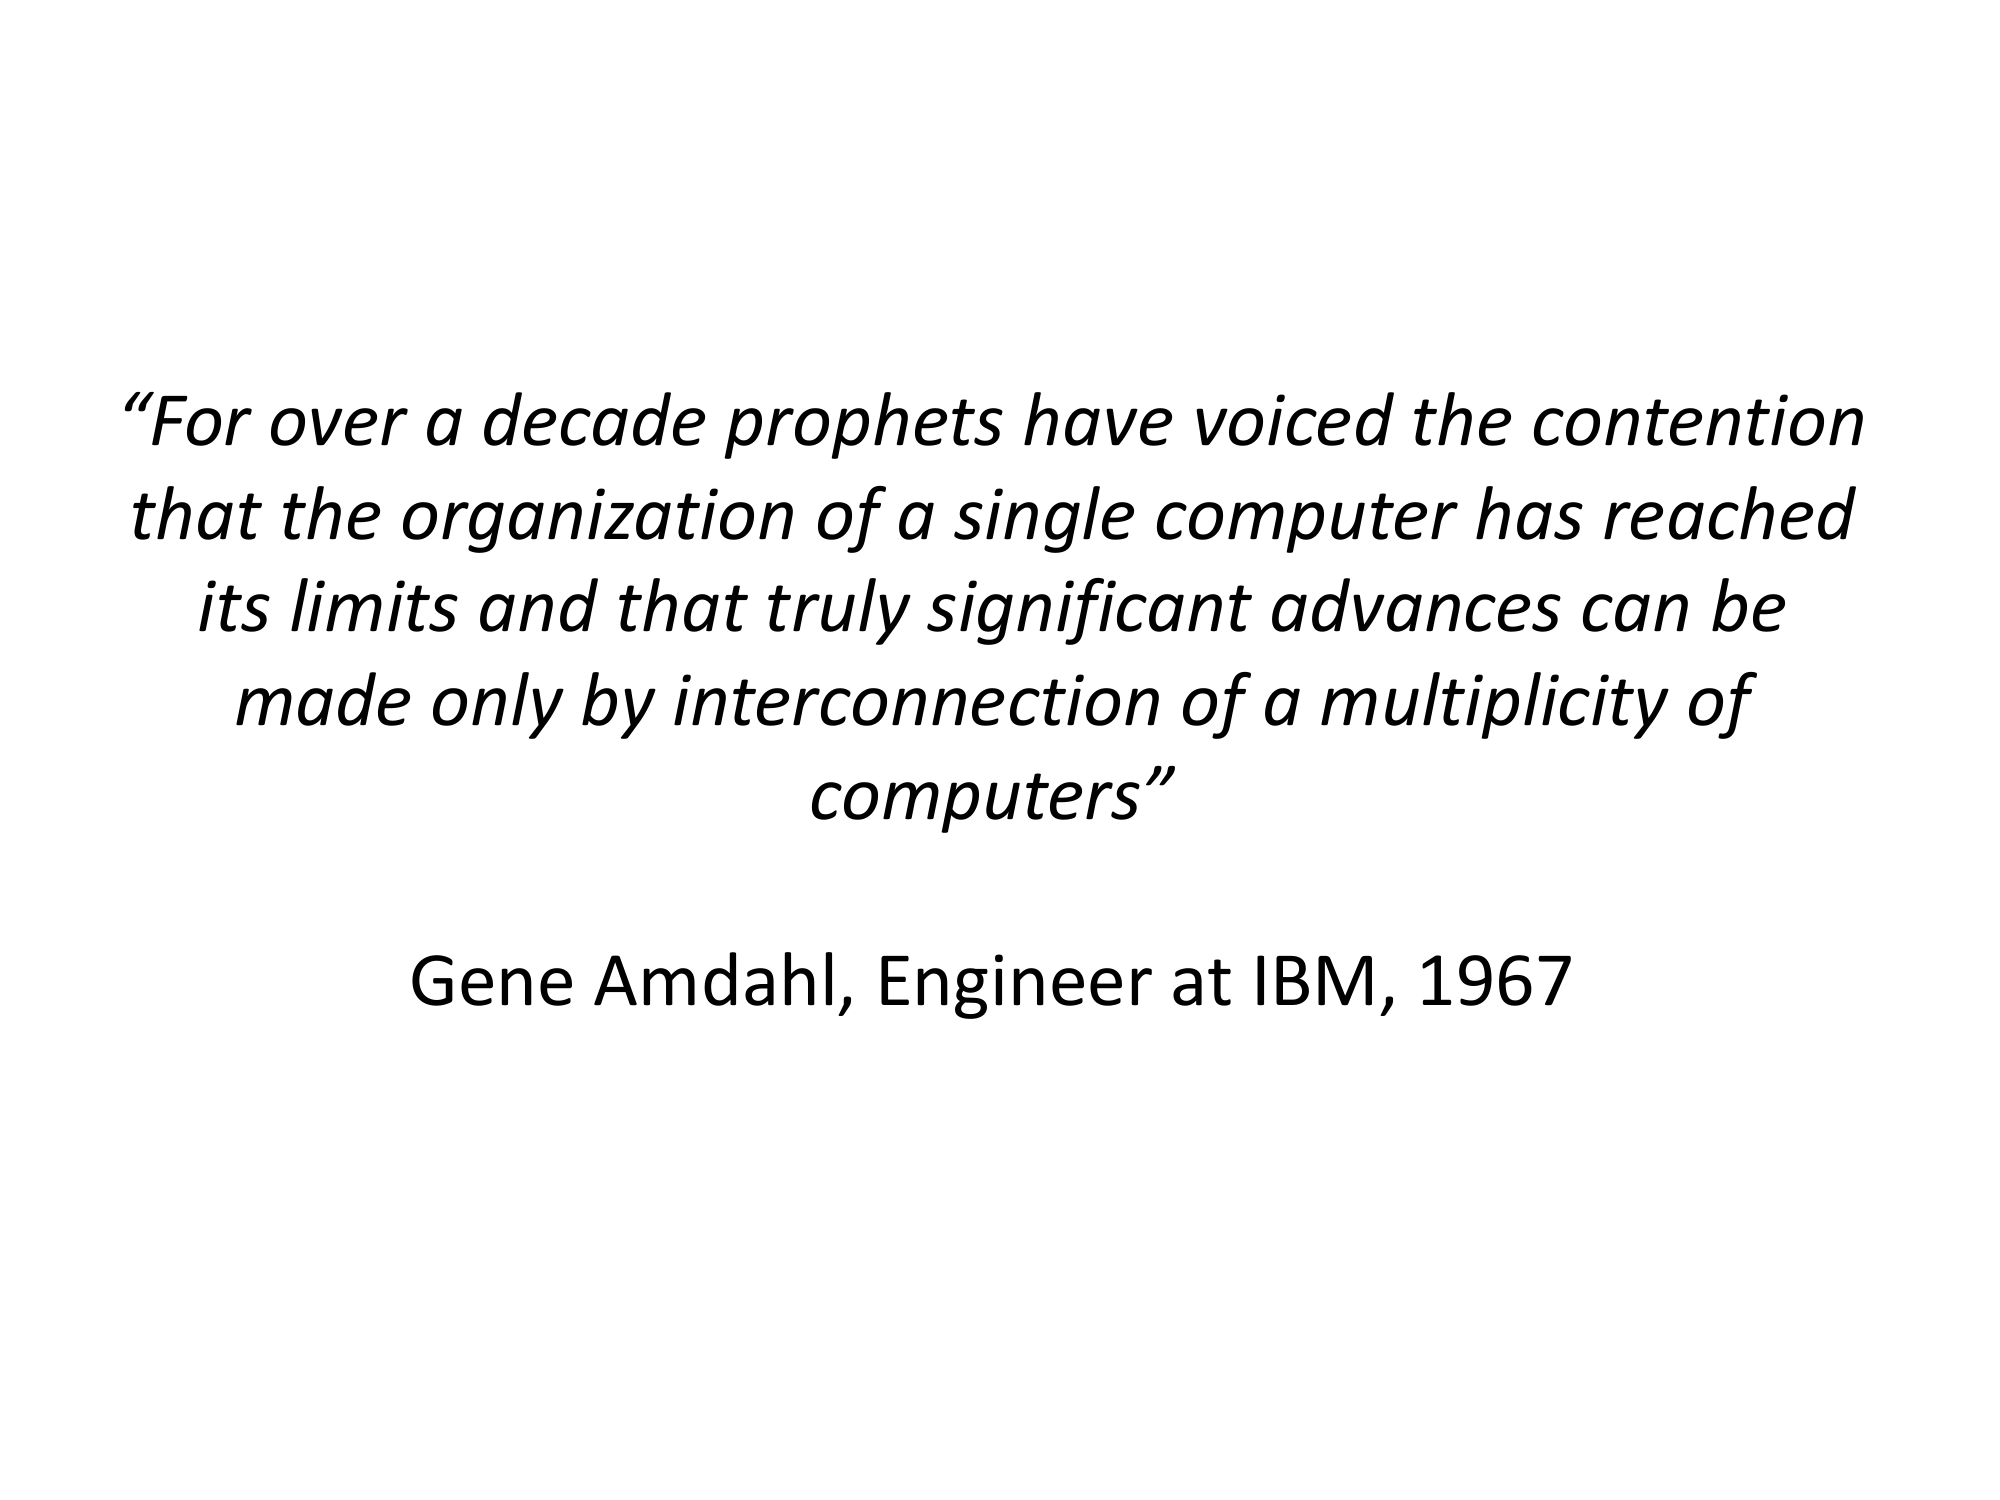 “For over a decade prophets have voiced the contention
that the organization of a single computer has reached
its limits and that truly significant advances can be
made only by interconnection of a multiplicity of
computers”
Gene Amdahl, Engineer at IBM, 1967